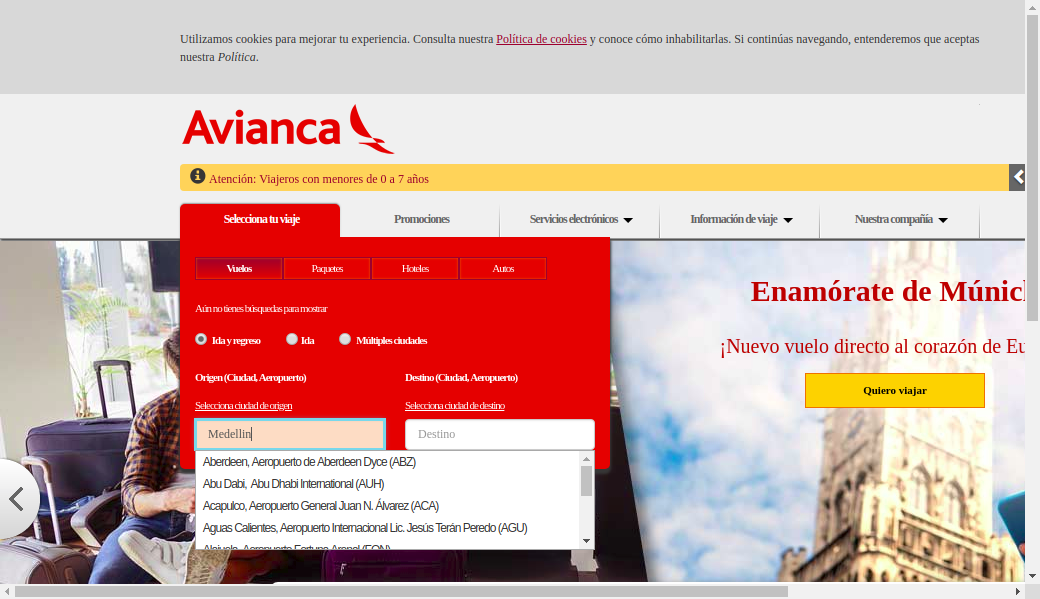 Utilizamos cookies para mejorar tu experiencia. Consulta nuestra Política de cookies y conoce cómo inhabilitarlas. Si continúas navegando, entenderemos que aceptas
nuestra Política.
Avianca
Atención: Viajeros con menores de 0 a 7 años
Selecciona tu viaje
Promociones
Servicios electrónicos
Información de viaje
Nuestra compañía
Vuelos
Paquetes
Hoteles
Autos
Aún no tienes búsquedas para mostrar
Ida y regreso
Ida
Múltiples ciudades
Origen (Ciudad, Aeropuerto)
Destino (Ciudad, Aeropuerto)
Selecciona ciudad de origen
Selecciona ciudad de destino
Medellin
Destino
Aberdeen, Aeropuerto de Aberdeen Dyce (ABZ)
Abu Dabi, Abu Dhabi International (AUH)
Acapulco, Aeropuerto General Juan N. Álvarez (ACA)
Aguas Calientes, Aeropuerto Internacional Lic. Jesús Terán Peredo (AGU)
Enamórate de Múnich
¡Nuevo vuelo directo al corazón de Eu
Quiero viajar